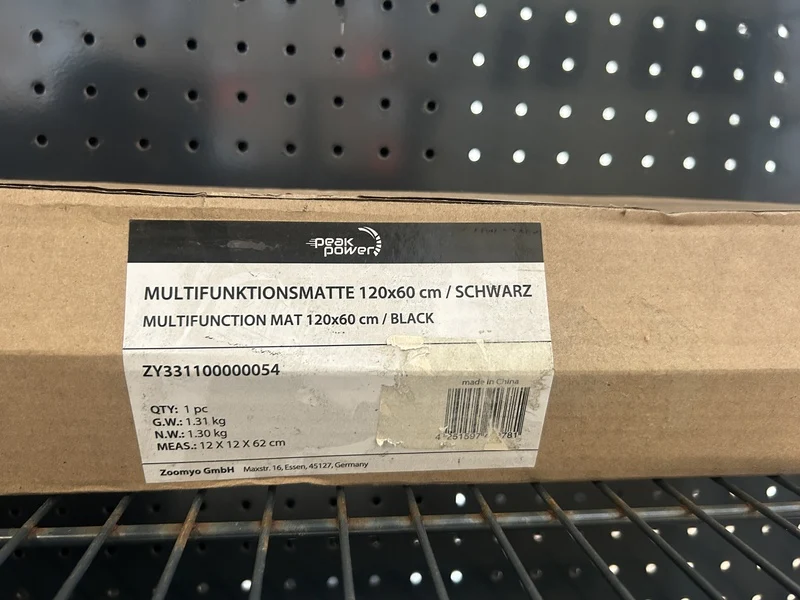 peak
power
MULTIFUNKTIONSMATTE 120x60 cm / SCHWARZ
MULTIFUNCTION MAT 120x60 cm / BLACK
ZY331100000054
made in China
QTY: 1 pc
G.W.: 1.31 kg
N.W.: 1.30 kg
MEAS.: 12 X 12 X 62 cm
Zoomyo GmbH Maxstr. 16, Essen, 45127, Germany